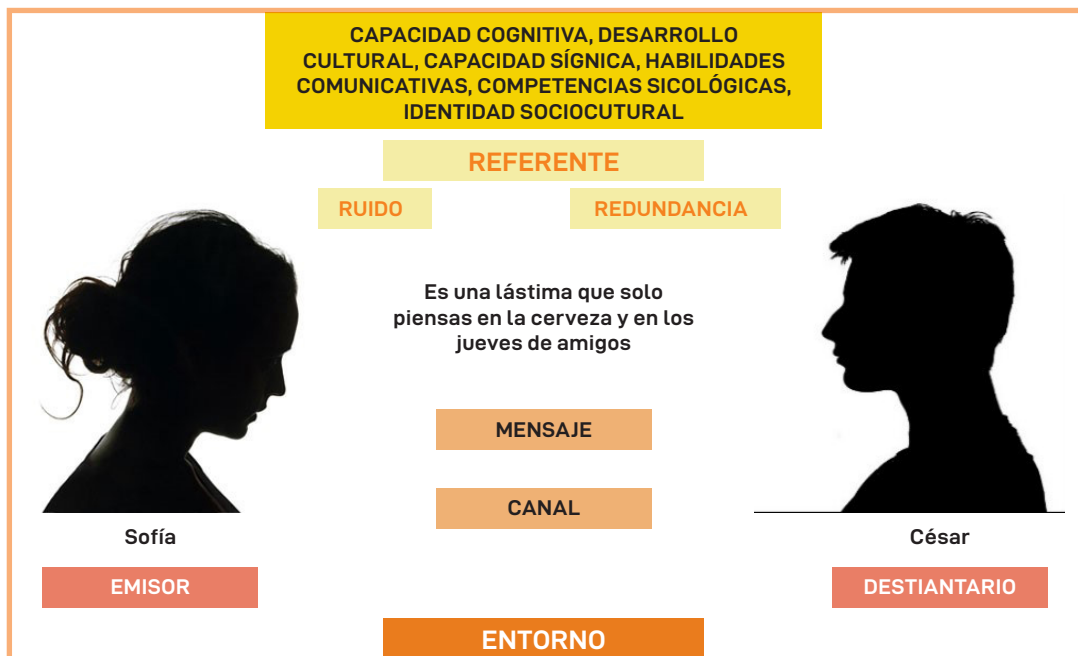 CAPACIDAD COGNITIVA, DESARROLLO
CULTURAL, CAPACIDAD SÍGNICA, HABILIDADES
COMUNICATIVAS, COMPETENCIAS SICOLÓGICAS,
IDENTIDAD SOCIOCUTURAL
REFERENTE
RUIDO
REDUNDANCIA
Es una lástima que solo
piensas en la cerveza y en los
jueves de amigos
MENSAJE
CANAL
Sofía
César
EMISOR
DESTIANTARIO
ENTORNO